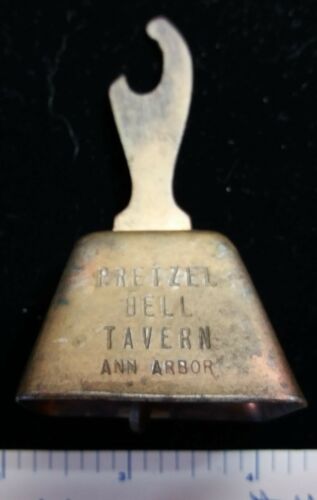 PRETZEL
BELL
TAVERN
ANN ARBOR
3 4